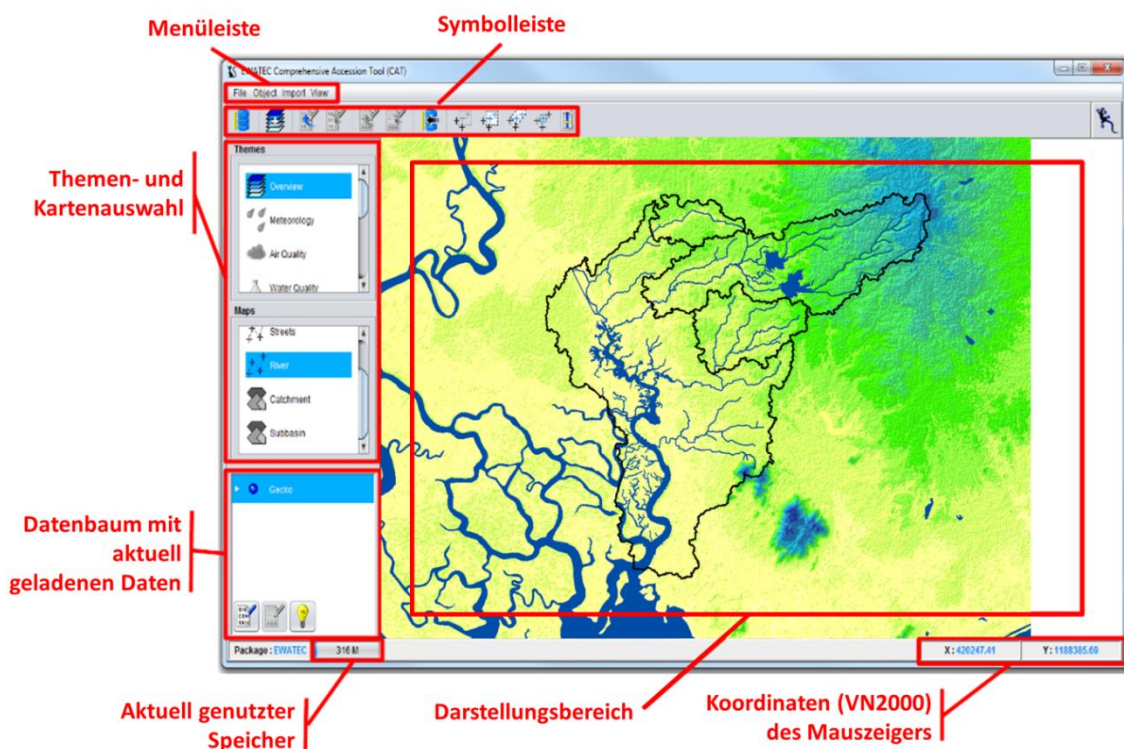 Menüleiste
Symbolleiste
EWATEC Comprehensive Accession Tool (CAT)
File Object Import View
Themes
Overview
Meteorology
Air Quality
Water Quality
Maps
Streets
River
Catchment
Subbasin
Gecko
Package : EWATEC
316 M
X : 420247.41
Y : 1188385.69
Themen- und
Kartenauswahl
Datenbaum mit
aktuell
geladenen Daten
Aktuell genutzter
Speicher
Darstellungsbereich
Koordinaten (VN2000)
des Mauszeigers